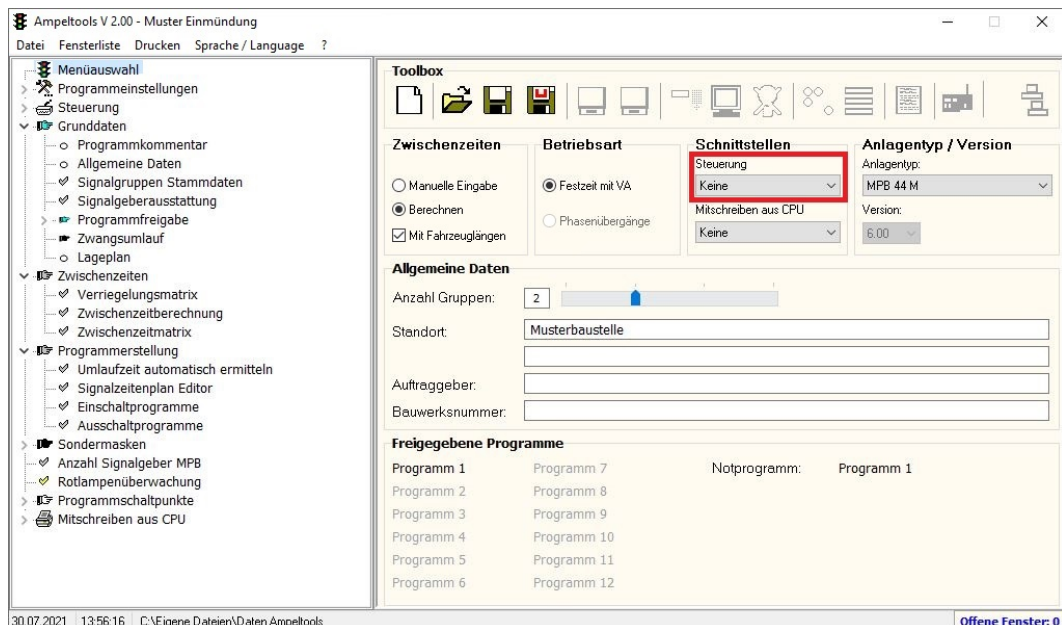 Ampeltools V 2.00 - Muster Einmündung
Datei Fensterliste Drucken Sprache / Language ?
Menüauswahl
Programmeinstellungen
Steuerung
Grunddaten
Programmkommentar
Allgemeine Daten
Signalgruppen Stammdaten
Signalgeberausstattung
Programmfreigabe
Zwangsumlauf
Lageplan
Zwischenzeiten
Verriegelungsmatrix
Zwischenzeitberechnung
Zwischenzeitmatrix
Programmerstellung
Umlaufzeit automatisch ermitteln
Signalzeitenplan Editor
Einschaltprogramme
Ausschaltprogramme
Sondermasken
Anzahl Signalgeber MPB
Rotlampenüberwachung
Programmschaltpunkte
Mitschreiben aus CPU
Toolbox
Zwischenzeiten
Manuelle Eingabe
Berechnen
Mit Fahrzeuglängen
Betriebsart
Festzeit mit VA
Phasenübergänge
Schnittstellen
Steuerung
Keine
Mitschreiben aus CPU
Keine
Anlagentyp / Version
Anlagentyp:
MPB 44 M
Version:
6.00
Allgemeine Daten
Anzahl Gruppen: 2
Standort: Musterbaustelle
Auftraggeber:
Bauwerksnummer:
Freigegebene Programme
Programm 1 Programm 7 Notprogramm: Programm 1
Programm 2 Programm 8
Programm 3 Programm 9
Programm 4 Programm 10
Programm 5 Programm 11
Programm 6 Programm 12
30.07.2021 13:56:16 C:\Eigene Dateien\Daten Ampeltools Offene Fenster: 0